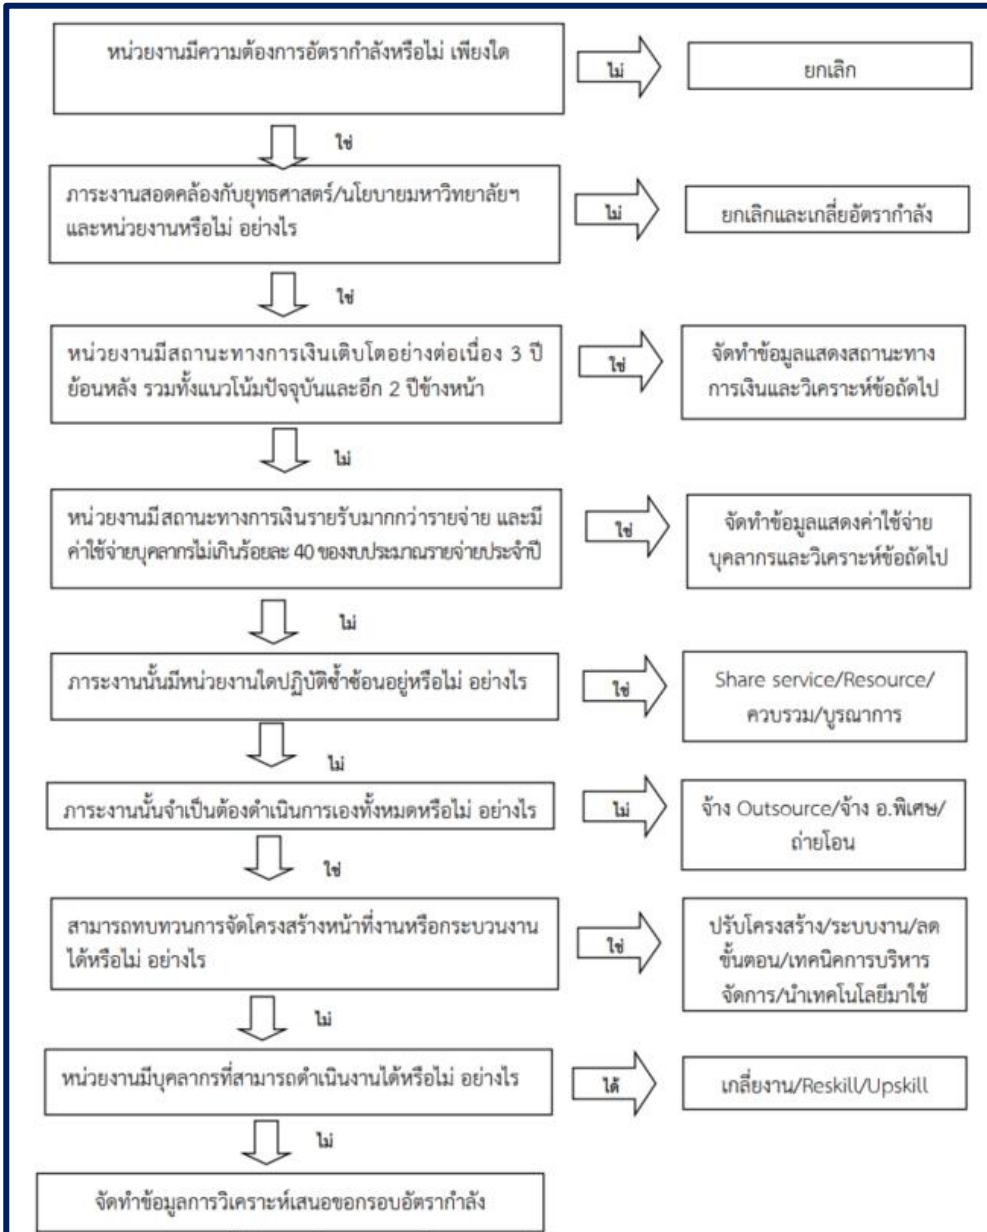 หน่วยงานมีความต้องการอัตรากำลังหรือไม่ เพียงใด
ไม่
ยกเลิก
ใช่
ภาระงานสอดคล้องกับยุทธศาสตร์/นโยบายมหาวิทยาลัยฯ
และหน่วยงานหรือไม่ อย่างไร
ไม่
ยกเลิกและเกลี่ยอัตรากำลัง
ใช่
หน่วยงานมีสถานะทางการเงินเติบโตอย่างต่อเนื่อง 3 ปี
ย้อนหลัง รวมทั้งแนวโน้มปัจจุบันและอีก 2 ปีข้างหน้า
ใช่
จัดทำข้อมูลแสดงสถานะทาง
การเงินและวิเคราะห์ข้อถัดไป
ไม่
หน่วยงานมีสถานะทางการเงินรายรับมากกว่ารายจ่าย และมี
ค่าใช้จ่ายบุคลากรไม่เกินร้อยละ 40 ของงบประมาณรายจ่ายประจำปี
ใช่
จัดทำข้อมูลแสดงค่าใช้จ่าย
บุคลากรและวิเคราะห์ข้อถัดไป
ไม่
ภาระงานนั้นมีหน่วยงานใดปฏิบัติซ้ำซ้อนอยู่หรือไม่ อย่างไร
ใช่
Share service/Resource/
ควบรวม/บูรณาการ
ไม่
ภาระงานนั้นจำเป็นต้องดำเนินการเองทั้งหมดหรือไม่ อย่างไร
ไม่
จ้าง Outsource/จ้าง อ.พิเศษ/
ถ่ายโอน
ใช่
สามารถทบทวนการจัดโครงสร้างหน้าที่งานหรือกระบวนงาน
ได้หรือไม่ อย่างไร
ใช่
ปรับโครงสร้าง/ระบบงาน/ลด
ขั้นตอน/เทคนิคการบริหาร
จัดการ/นำเทคโนโลยีมาใช้
ไม่
หน่วยงานมีบุคลากรที่สามารถดำเนินงานได้หรือไม่ อย่างไร
ได้
เกลี่ยงาน/Reskill/Upskill
ไม่
จัดทำข้อมูลการวิเคราะห์เสนอขอกรอบอัตรากำลัง